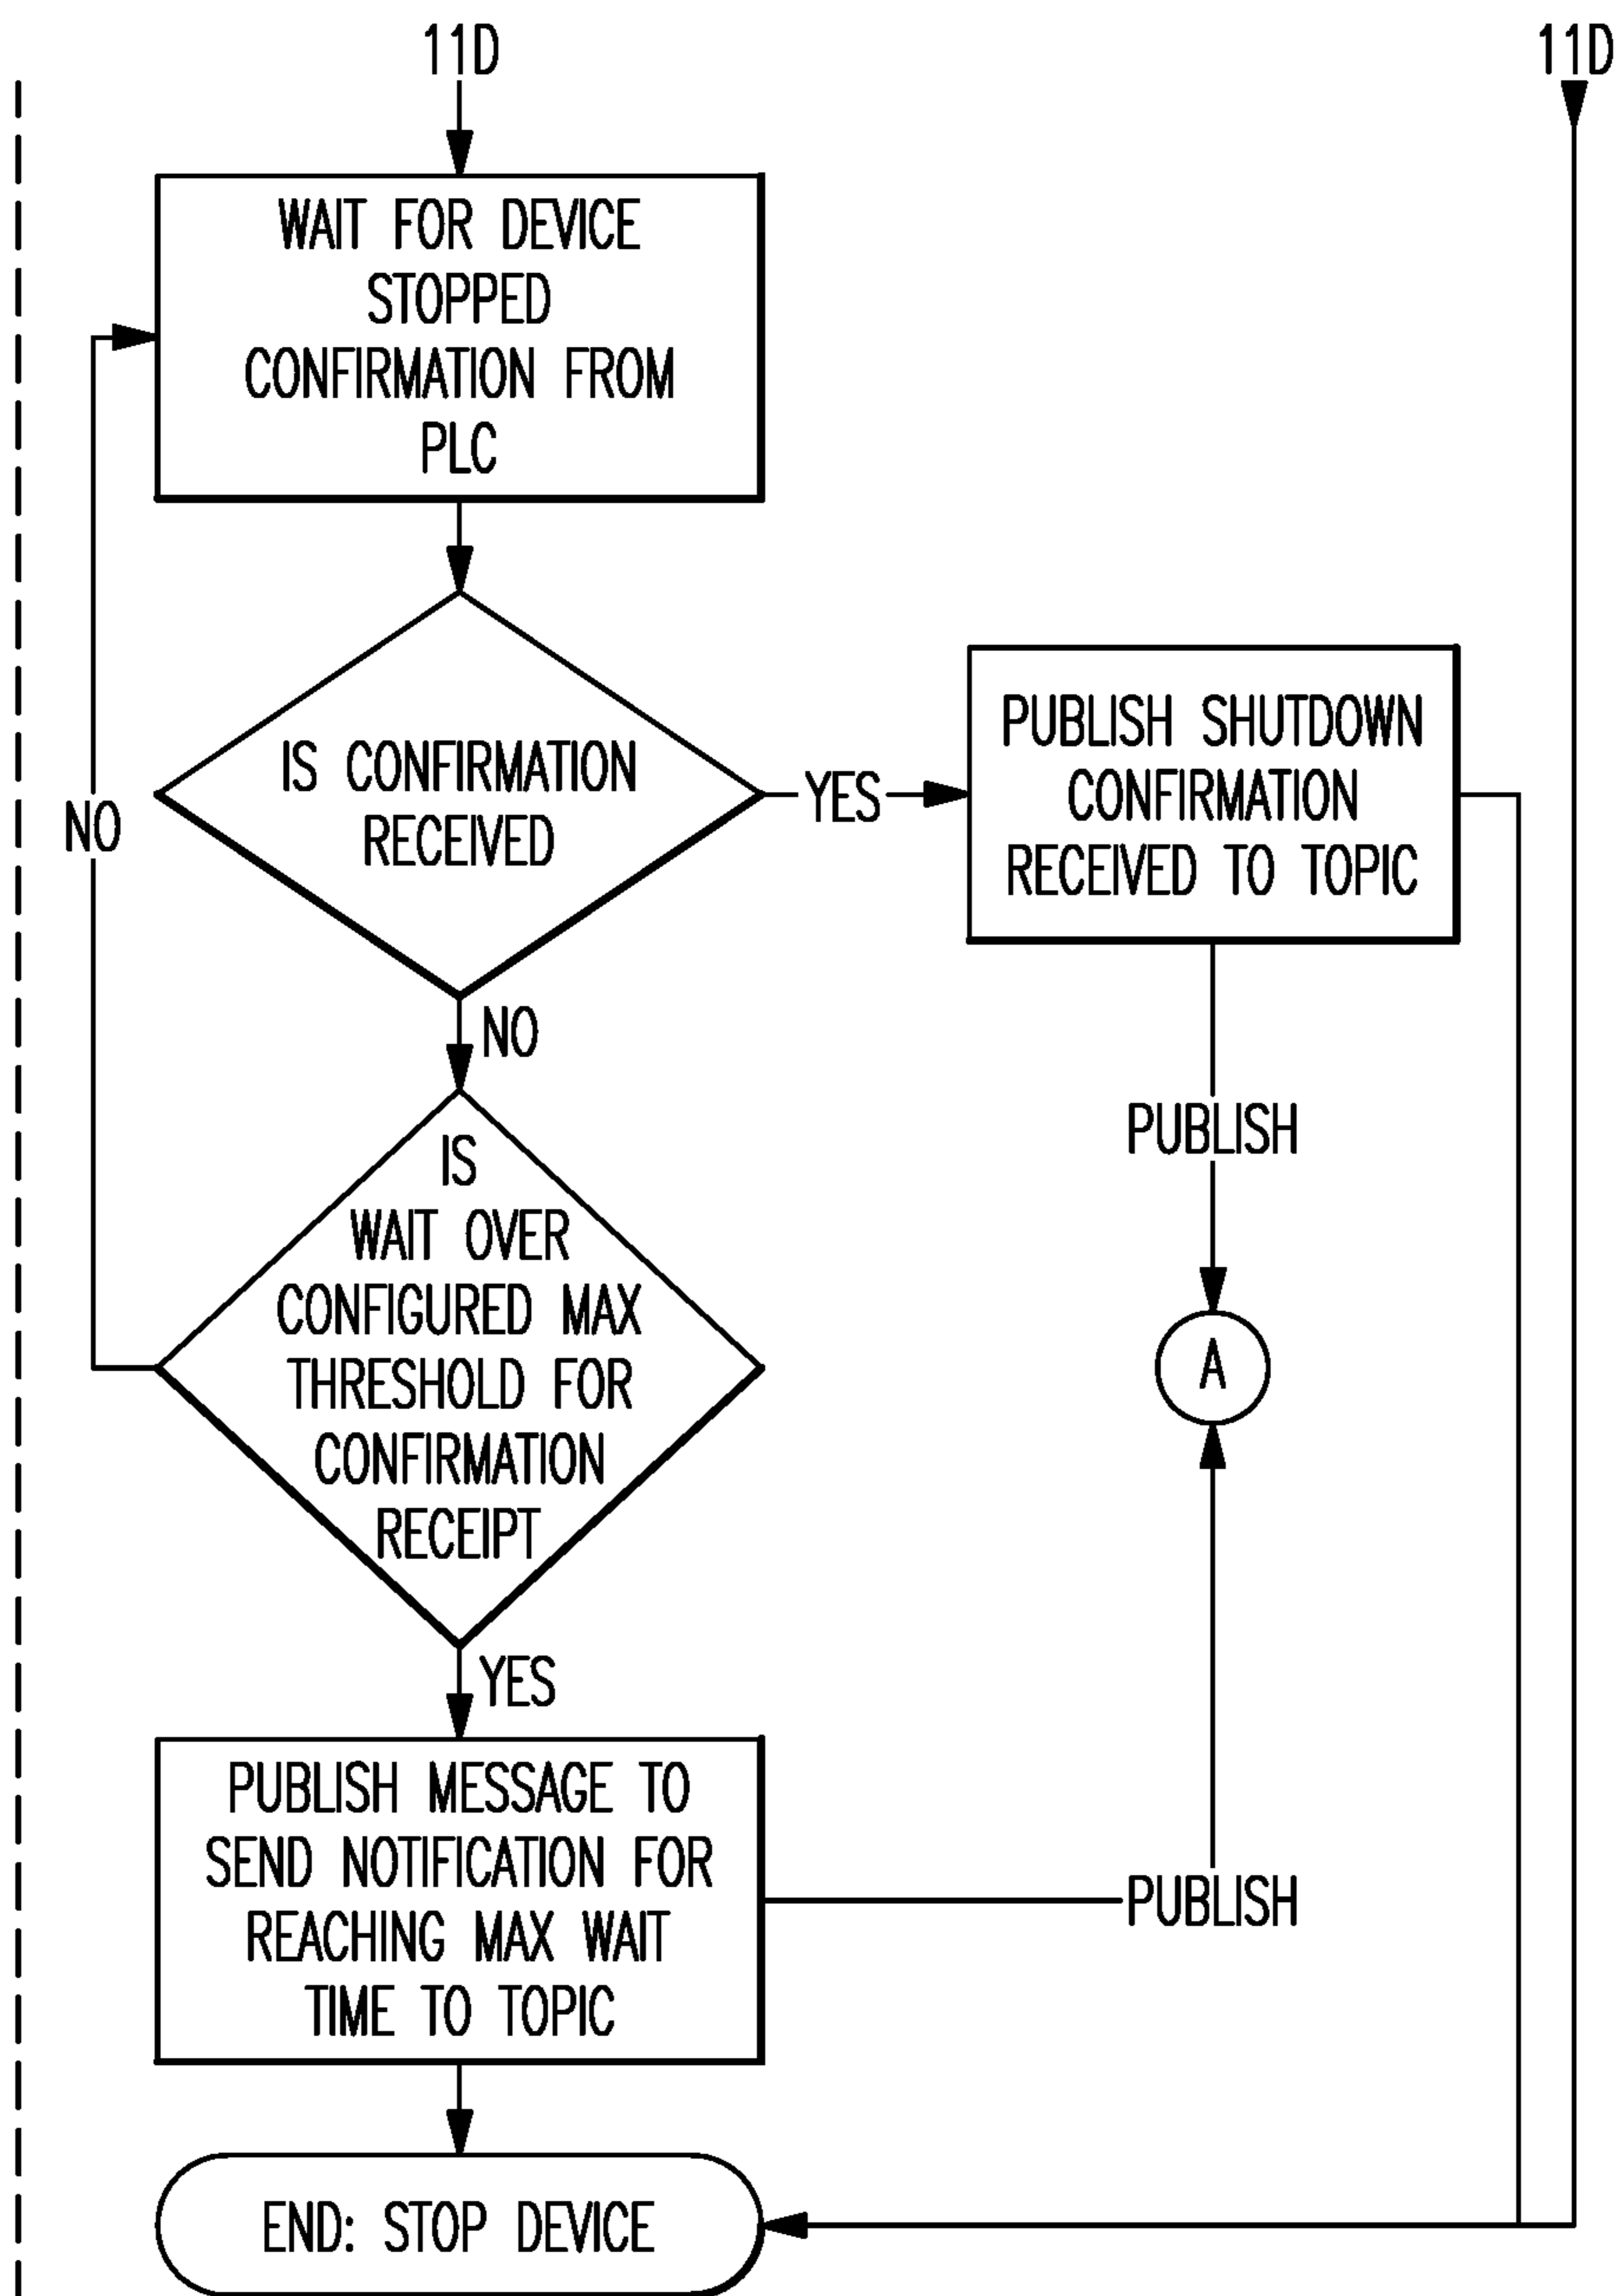 11D
11D
WAIT FOR DEVICE
STOPPED
CONFIRMATION FROM
PLC
IS CONFIRMATION
RECEIVED
YES
PUBLISH SHUTDOWN
CONFIRMATION
RECEIVED TO TOPIC
NO
NO
PUBLISH
IS
WAIT OVER
CONFIGURED MAX
THRESHOLD FOR
CONFIRMATION
RECEIPT
A
YES
PUBLISH MESSAGE TO
SEND NOTIFICATION FOR
REACHING MAX WAIT
TIME TO TOPIC
PUBLISH
END: STOP DEVICE